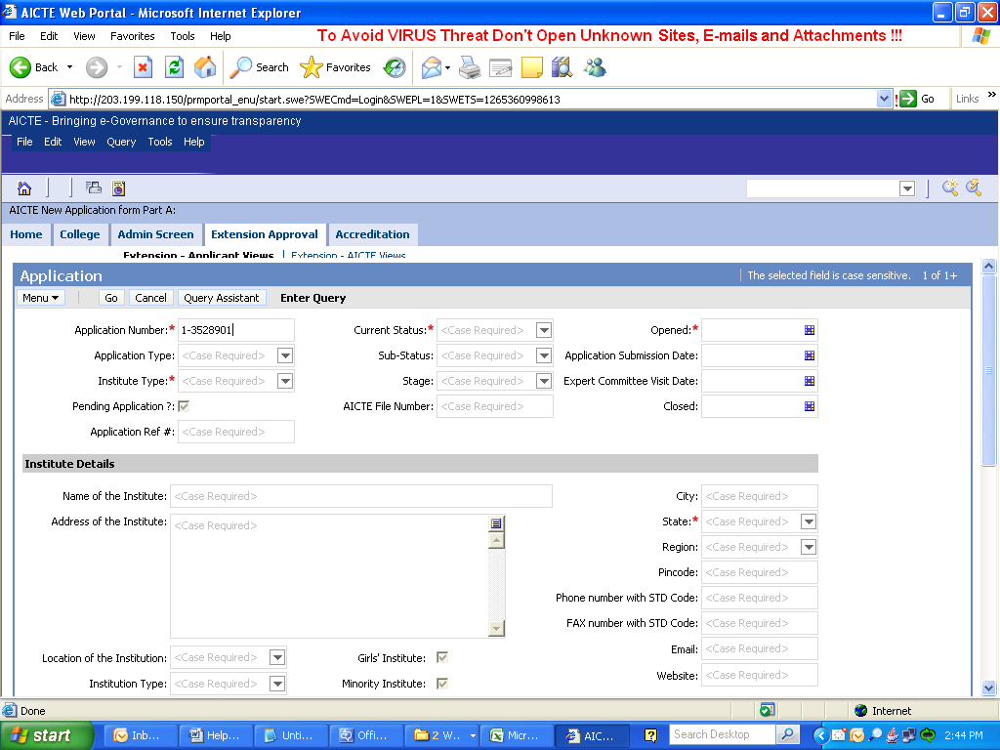 AICTE Web Portal - Microsoft Internet Explorer
File Edit View Favorites Tools Help To Avoid VIRUS Threat Don't Open Unknown Sites, E-mails and Attachments !!!
Back Search Favorites
Address http://203.199.118.150/prmportal_enu/start.swe?SWECmd=Login&SWEPL=1&SWETS=1265360998613 Go Links »
AICTE - Bringing e-Governance to ensure transparency
File Edit View Query Tools Help
AICTE New Application form Part A:
Home College Admin Screen Extension Approval Accreditation
Extension - Applicant Views | Extension - AICTE Views
Application The selected field is case sensitive. 1 of 1+
Menu Go Cancel Query Assistant Enter Query
Application Number:* 1-3528901 Current Status:* <Case Required> Opened:*
Application Type: <Case Required> Sub-Status: <Case Required> Application Submission Date:
Institute Type:* <Case Required> Stage: <Case Required> Expert Committee Visit Date:
Pending Application ?: AICTE File Number: <Case Required> Closed:
Application Ref #: <Case Required>
Institute Details
Name of the Institute: <Case Required> City: <Case Required>
Address of the Institute: <Case Required> State:* <Case Required>
Region: <Case Required>
Pincode: <Case Required>
Phone number with STD Code: <Case Required>
FAX number with STD Code: <Case Required>
Location of the Institution: <Case Required> Girls' Institute: Email: <Case Required>
Institution Type: <Case Required> Minority Institute: Website: <Case Required>
Done Internet
start Inb... Help... Unti... Offi... 2 W... Micr... AIC... Search Desktop 2:44 PM